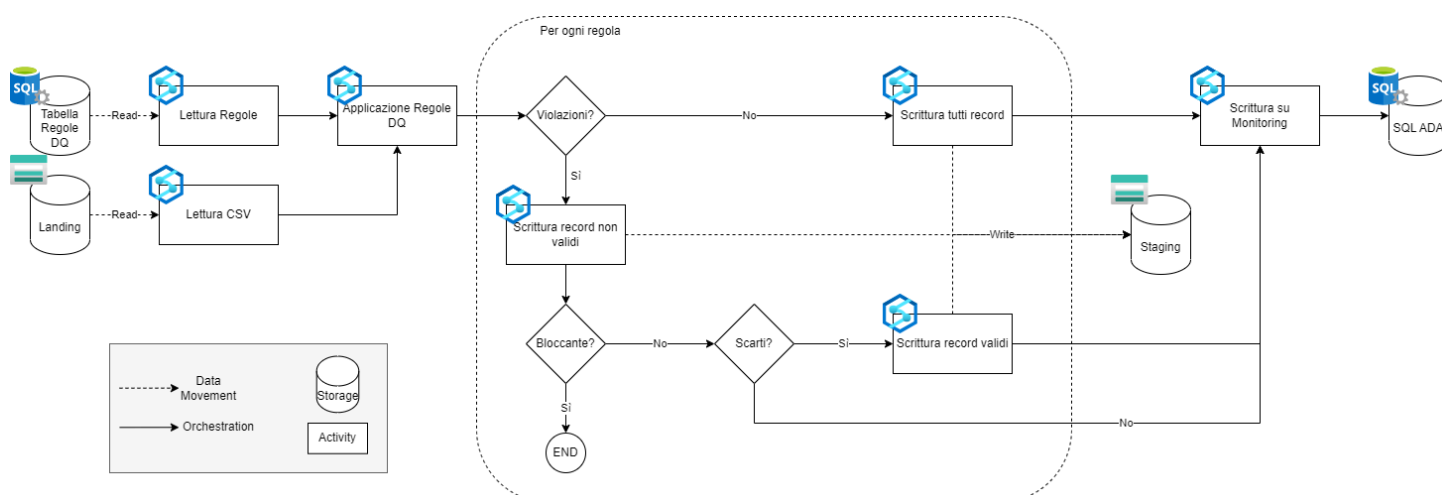 Per ogni regola
SQL
Tabella
Regole
DQ
Read
Lettura Regole
Applicazione Regole
DQ
Violazioni?
No
Scrittura tutti record
Scrittura su
Monitoring
SQL
SQL ADA
Landing
Read
Lettura CSV
Sì
Scrittura record non
validi
Write
Staging
Bloccante?
No
Scarti?
Sì
Scrittura record validi
Sì
No
END
Data
Movement
Storage
Orchestration
Activity